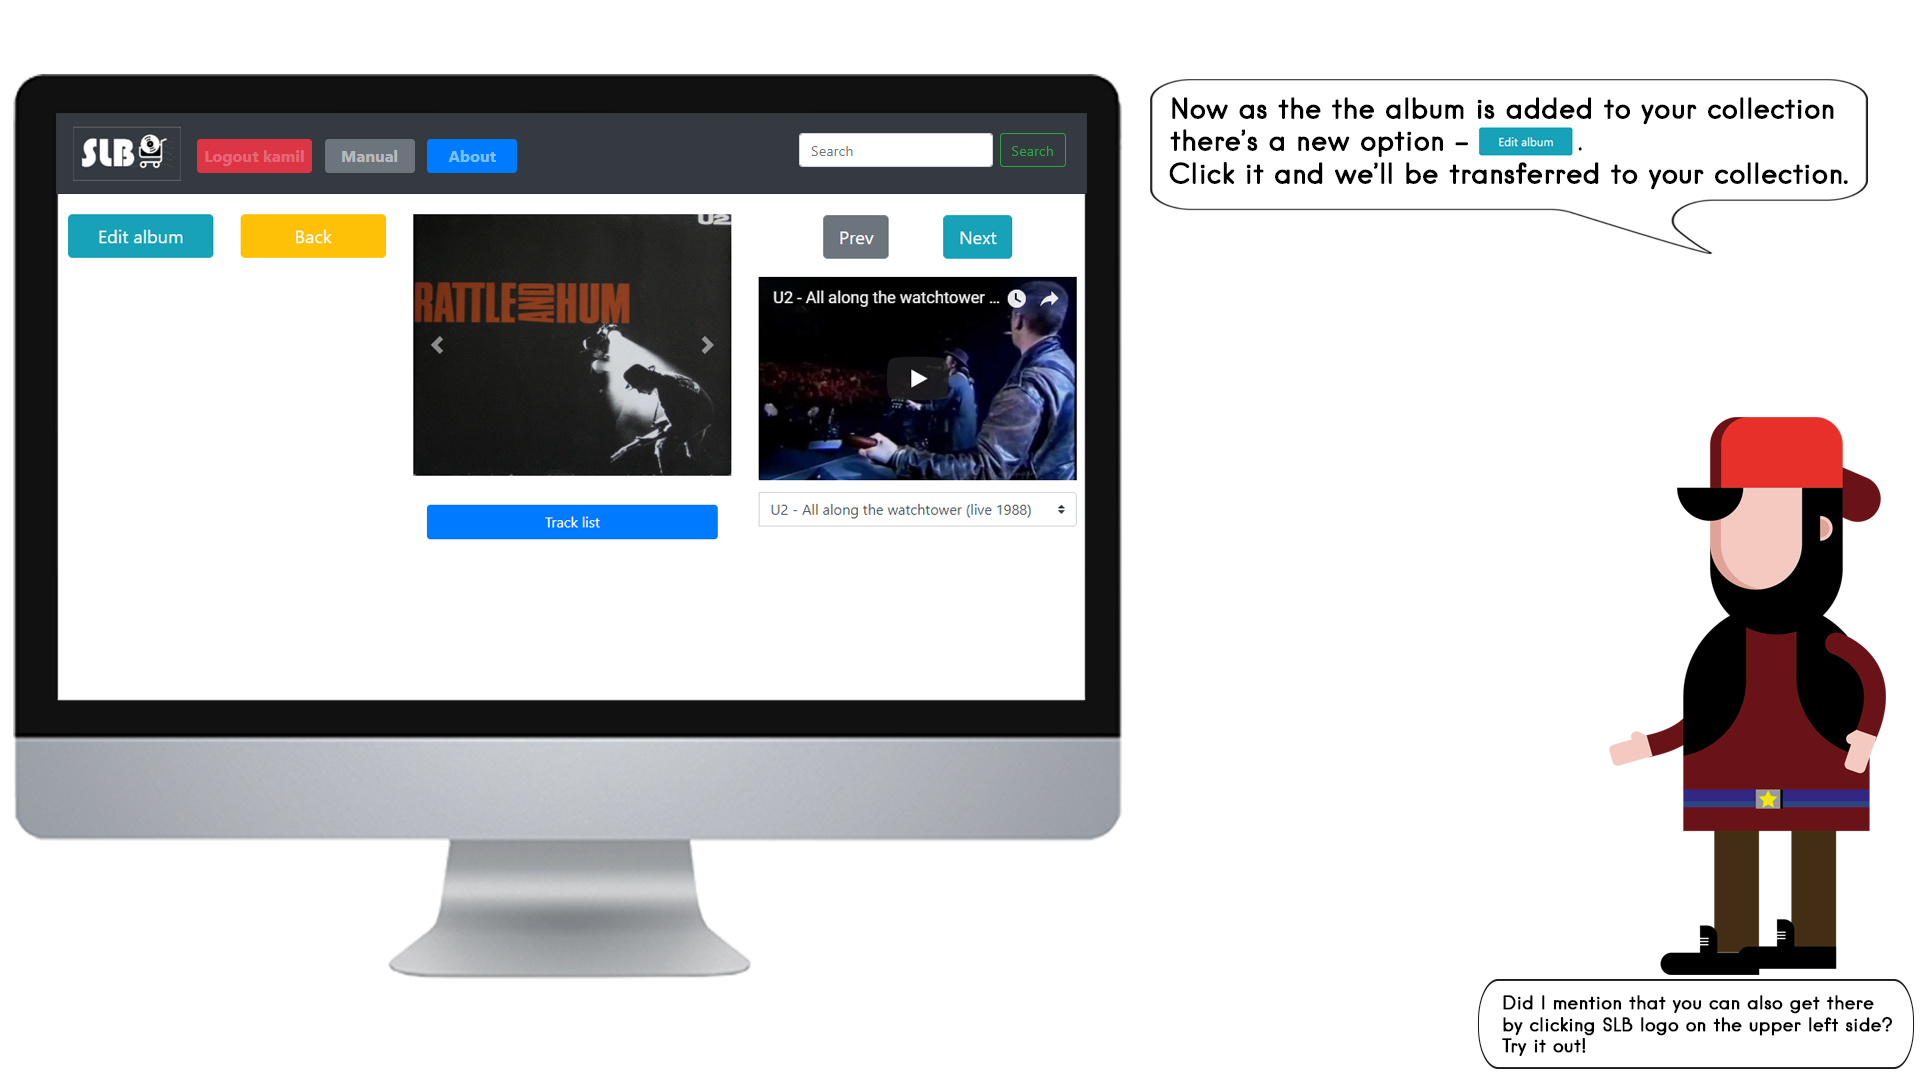 SLB
Logout kamil
Manual
About
Search
Search
Edit album
Back
U2
RATTLE AND HUM
Track list
Prev
Next
U2 - All along the watchtower ...
U2 - All along the watchtower (live 1988)
Now as the the album is added to your collection
there's a new option – Edit album .
Click it and we'll be transferred to your collection.
Did I mention that you can also get there
by clicking SLB logo on the upper left side?
Try it out!